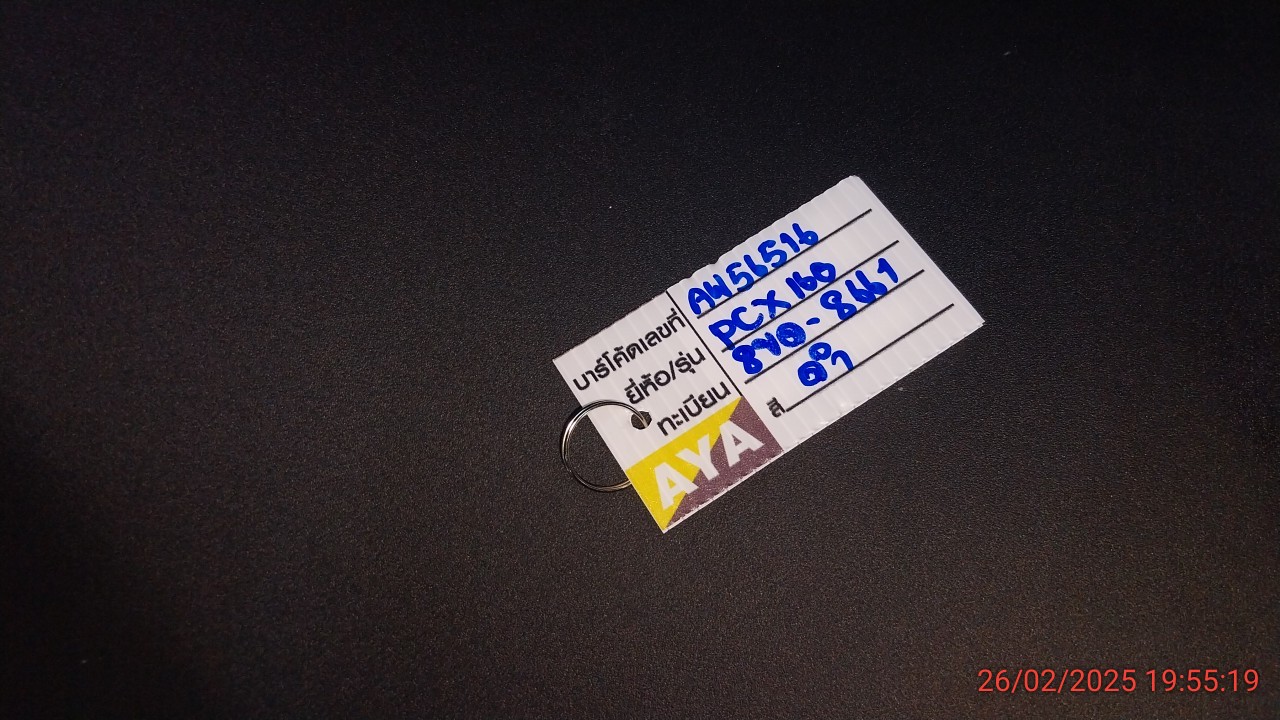 บาร์โค้ดเลขที่ AW56516
ยี่ห้อ/รุ่น PCX160
ทะเบียน 8ขอ-8661
สี ดำ
AYA
26/02/2025 19:55:19